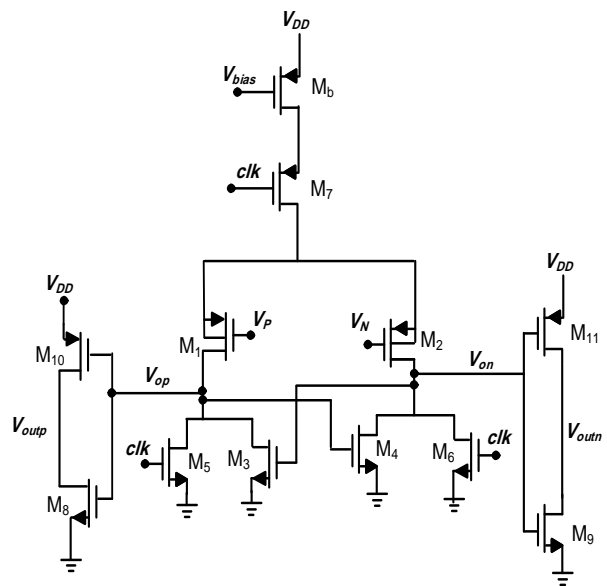 V_DD
V_bias
M_b
clk
M_7
V_DD
V_DD
V_P
V_N
M_1
M_2
M_11
M_10
V_op
V_on
V_outp
V_outn
clk
M_5
M_3
M_4
M_6
clk
M_8
M_9